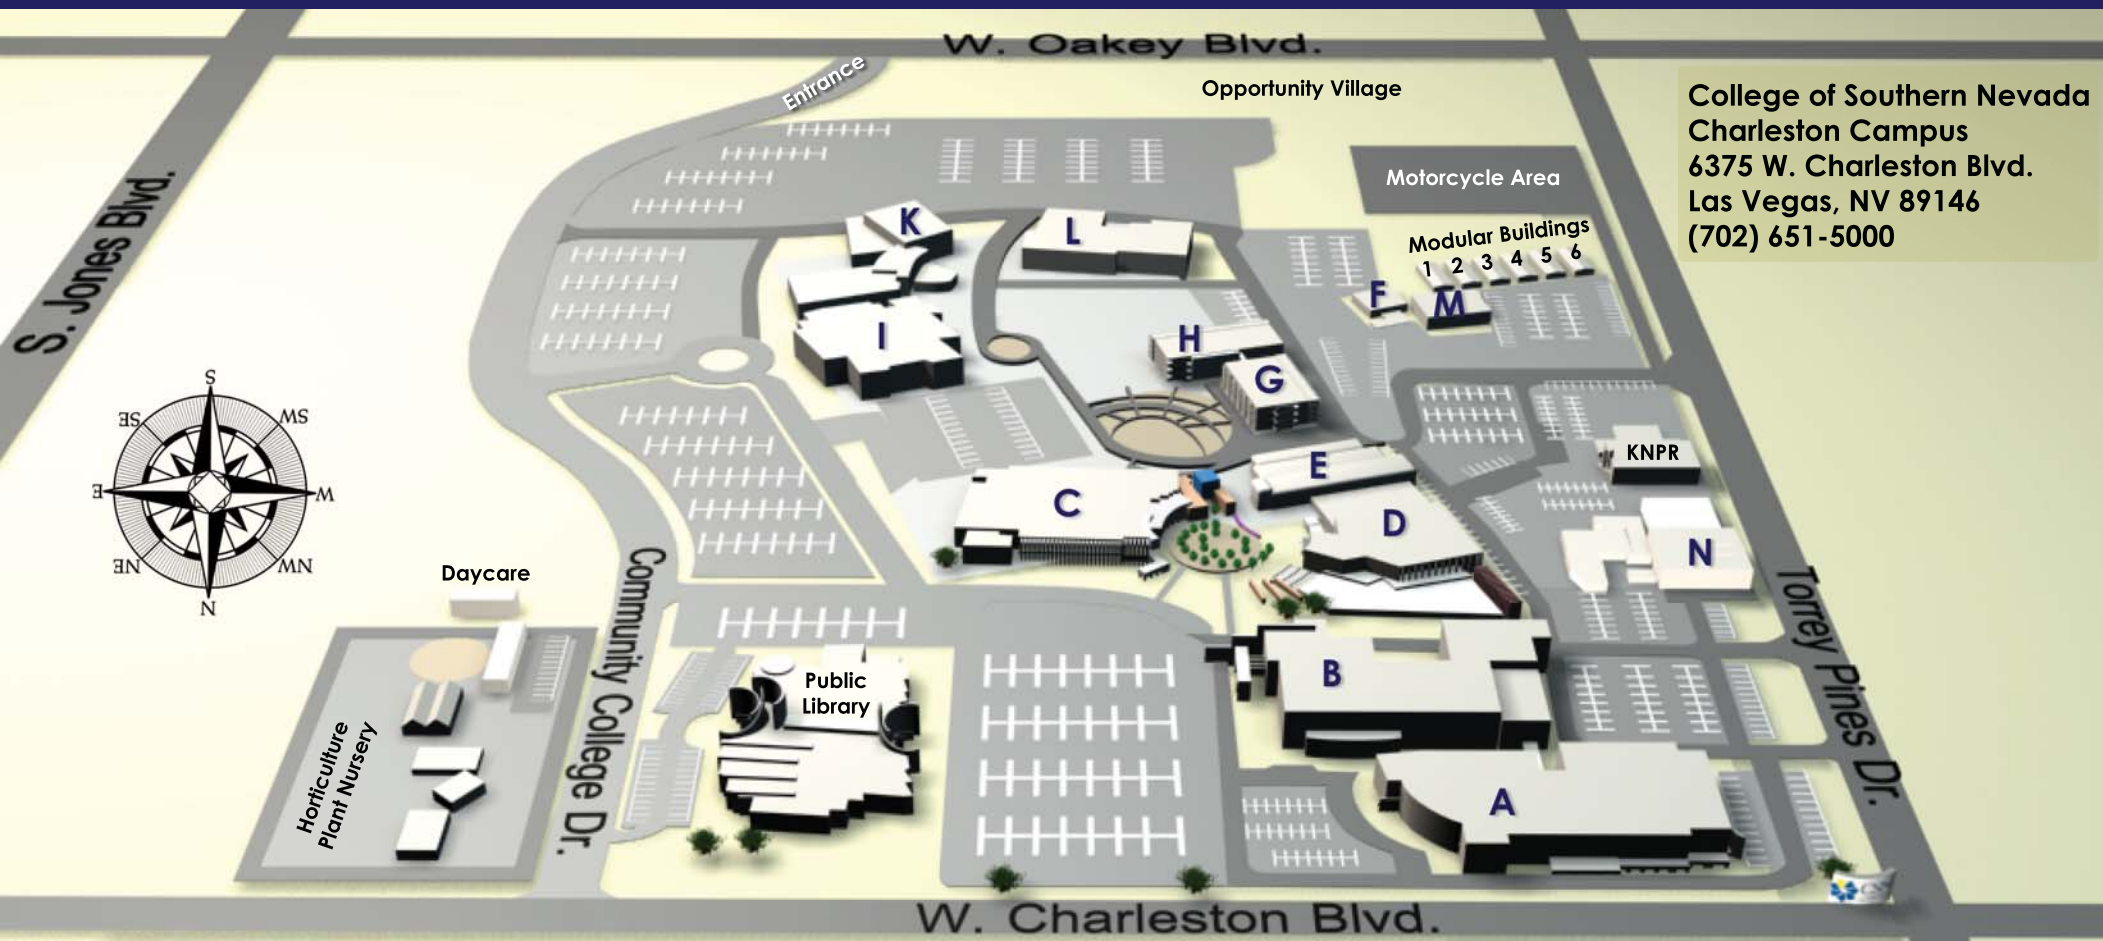 W. Oakey Blvd.
Entrance
Opportunity Village
College of Southern Nevada
Charleston Campus
6375 W. Charleston Blvd.
Las Vegas, NV 89146
(702) 651-5000
S. Jones Blvd.
Motorcycle Area
Modular Buildings
1 2 3 4 5 6
K
L
F
M
I
H
G
S
SE
SW
E
W
NE
NW
N
KNPR
E
C
D
N
Community College Dr.
Daycare
Torrey Pines Dr.
Public
Library
B
Horticulture
Plant Nursery
A
W. Charleston Blvd.